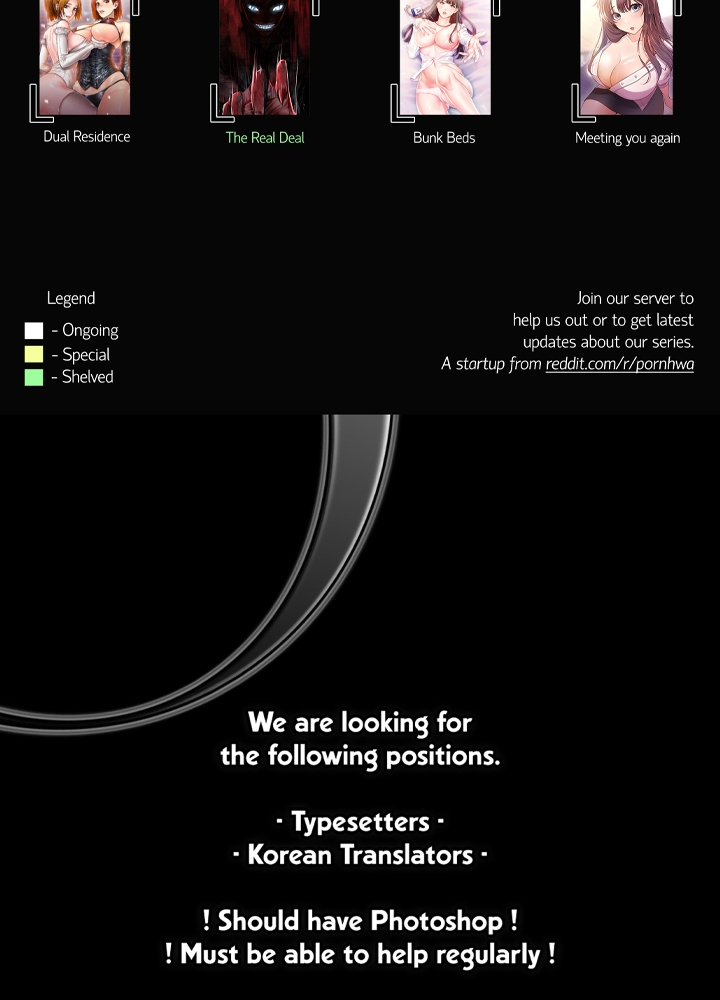 Dual Residence
The Real Deal
Bunk Beds
Meeting you again
Legend
- Ongoing
- Special
- Shelved
Join our server to
help us out or to get latest
updates about our series.
A startup from reddit.com/r/pornhwa
We are looking for
the following positions.
- Typesetters -
- Korean Translators -
! Should have Photoshop !
! Must be able to help regularly !